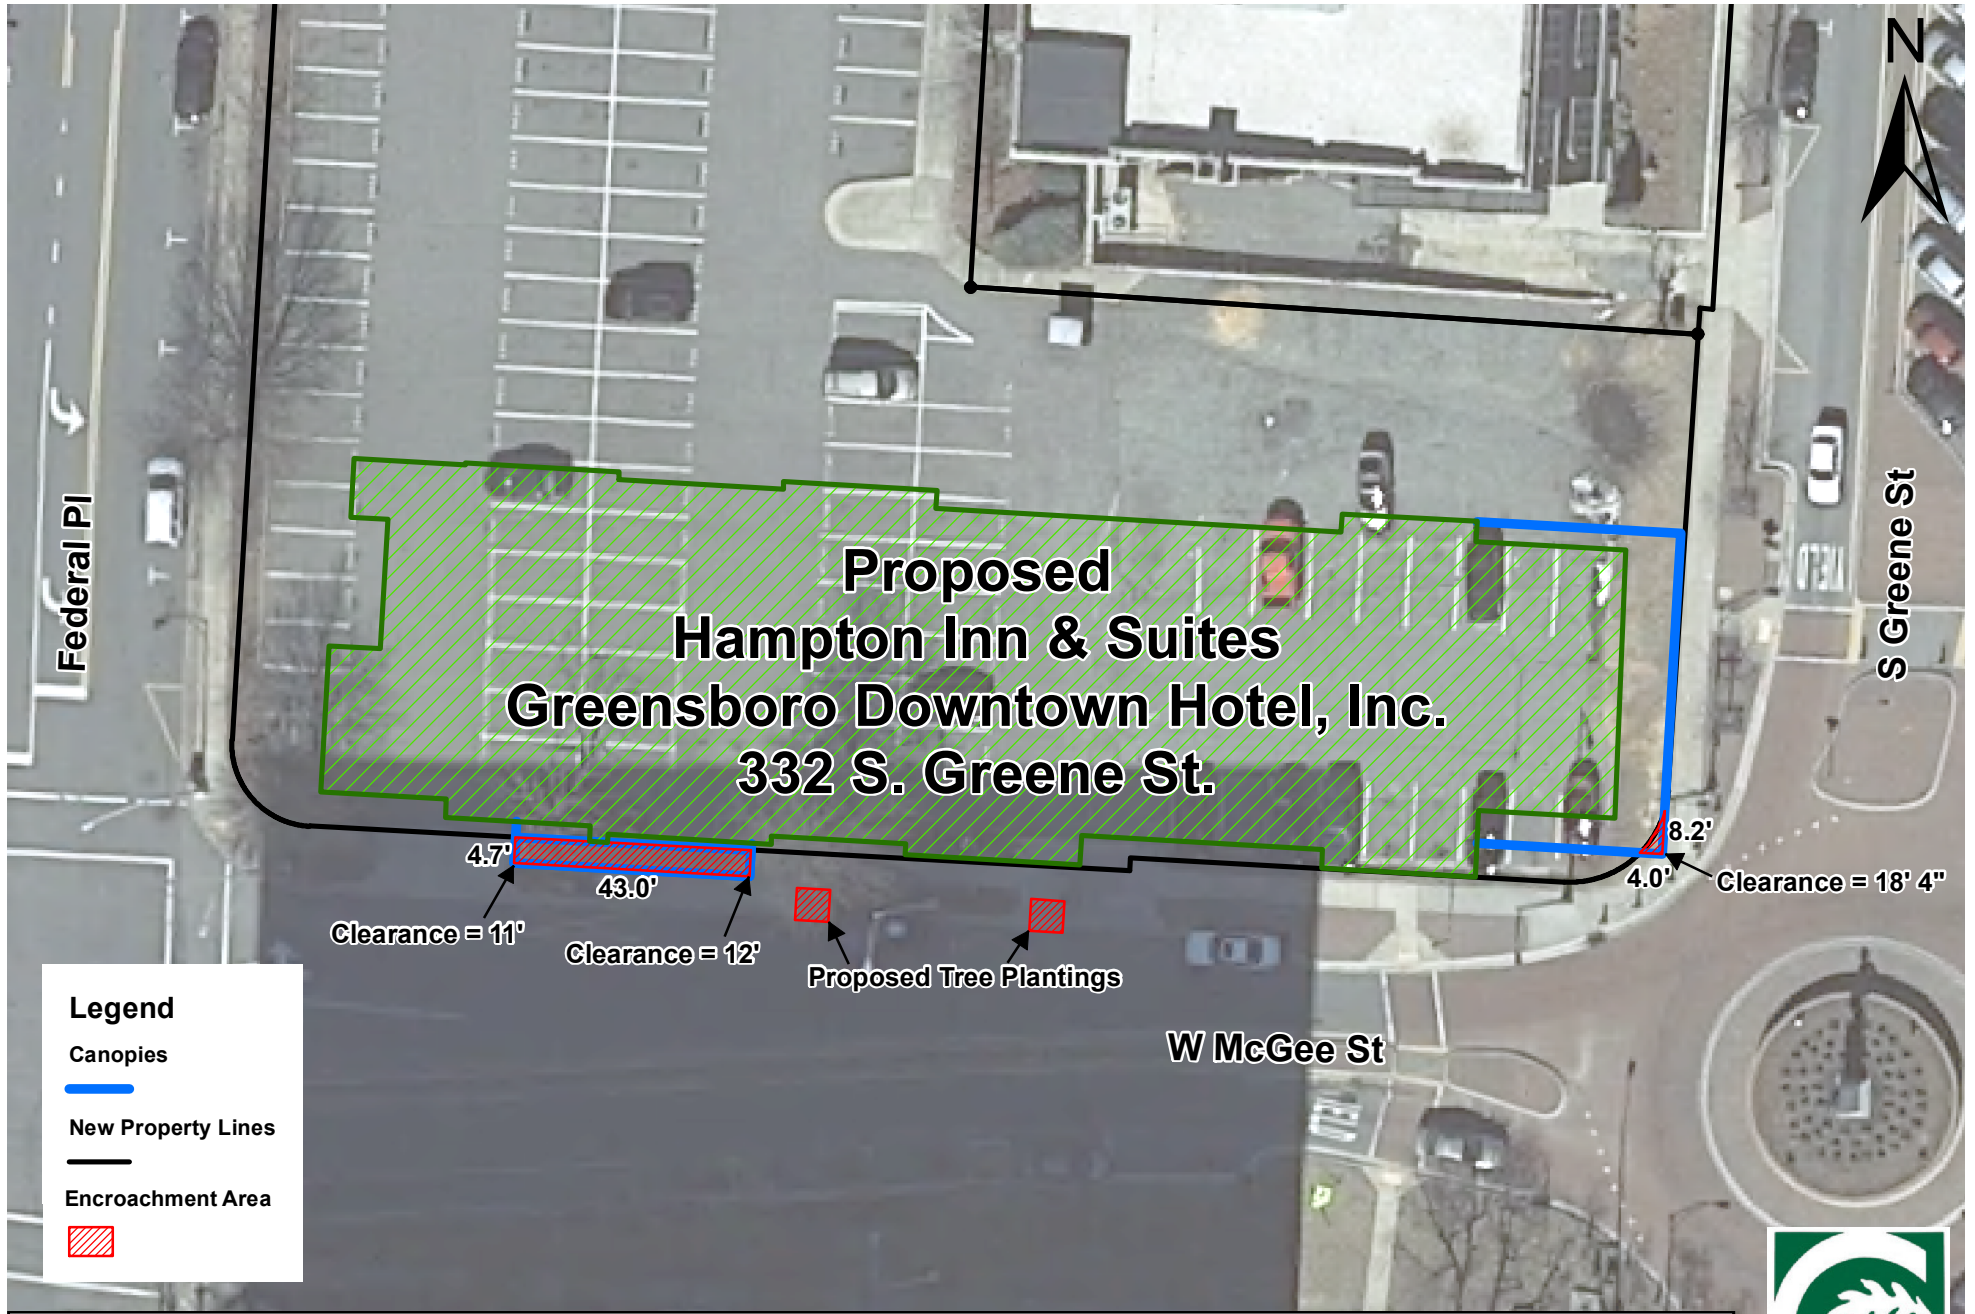 N
Federal Pl
S Greene St
Proposed
Hampton Inn & Suites
Greensboro Downtown Hotel, Inc.
332 S. Greene St.
4.7'
43.0'
8.2'
4.0'
Clearance = 18' 4"
Clearance = 11'
Clearance = 12'
Proposed Tree Plantings
W McGee St
Legend
Canopies
New Property Lines
Encroachment Area